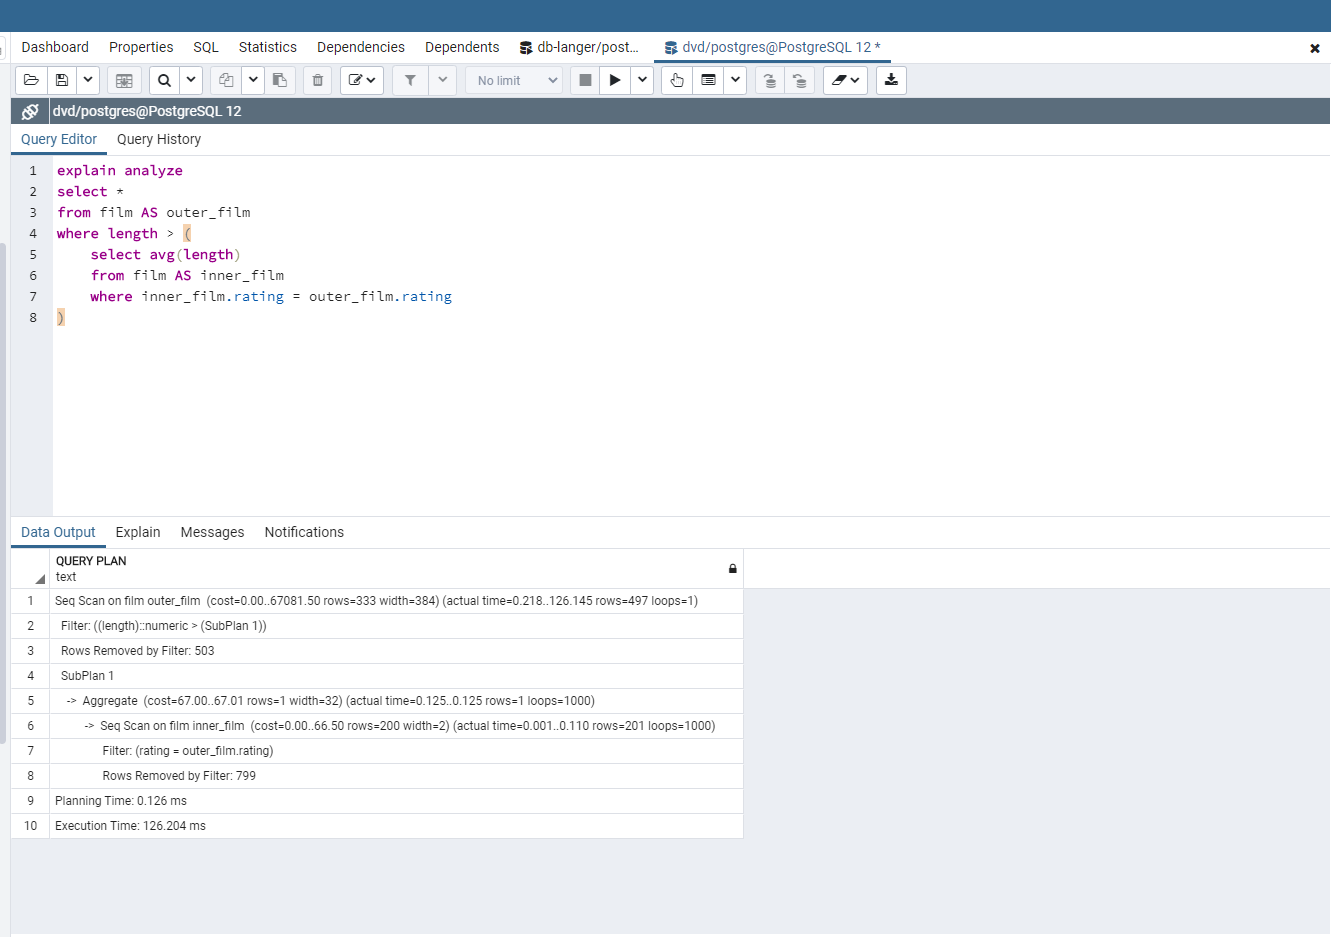 Dashboard Properties SQL Statistics Dependencies Dependents db-langer/post... dvd/postgres@PostgreSQL 12 *
No limit
dvd/postgres@PostgreSQL 12
Query Editor Query History
1 explain analyze
2 select *
3 from film AS outer_film
4 where length > (
5 select avg(length)
6 from film AS inner_film
7 where inner_film.rating = outer_film.rating
8 )
Data Output Explain Messages Notifications
QUERY PLAN
text
1 Seq Scan on film outer_film (cost=0.00..67081.50 rows=333 width=384) (actual time=0.218..126.145 rows=497 loops=1)
2 Filter: ((length)::numeric > (SubPlan 1))
3 Rows Removed by Filter: 503
4 SubPlan 1
5 -> Aggregate (cost=67.00..67.01 rows=1 width=32) (actual time=0.125..0.125 rows=1 loops=1000)
6 -> Seq Scan on film inner_film (cost=0.00..66.50 rows=200 width=2) (actual time=0.001..0.110 rows=201 loops=1000)
7 Filter: (rating = outer_film.rating)
8 Rows Removed by Filter: 799
9 Planning Time: 0.126 ms
10 Execution Time: 126.204 ms